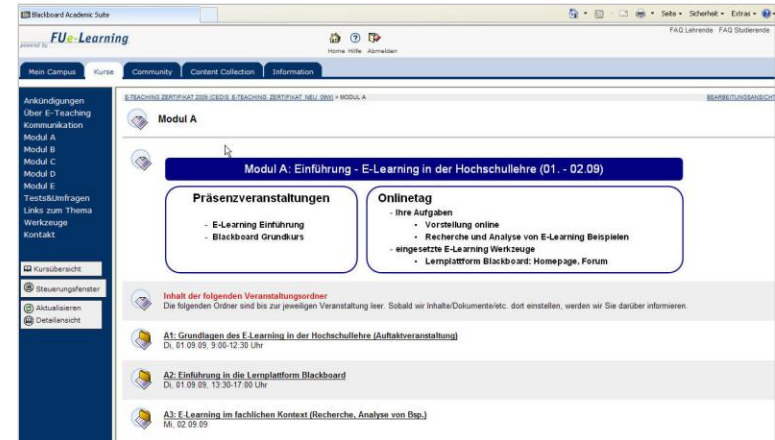 Blackboard Academic Suite
Seite Sicherheit Extras
powered by FUe-Learning
Home Hilfe Abmelden
FAQ Lehrende FAQ Studierende
Mein Campus Kurse Community Content Collection Information
Ankündigungen
Über E-Teaching
Kommunikation
Modul A
Modul B
Modul C
Modul D
Modul E
Tests&Umfragen
Links zum Thema
Werkzeuge
Kontakt
Kursübersicht
Steuerungsfenster
Aktualisieren
Detailansicht
E-TEACHING ZERTIFIKAT 2009 (CEDIS_E-TEACHING_ZERTIFIKAT_NEU_09W) > MODUL A
BEARBEITUNGSANSICHT
Modul A
Modul A: Einführung - E-Learning in der Hochschullehre (01. - 02.09)
Präsenzveranstaltungen
- E-Learning Einführung
- Blackboard Grundkurs
Onlinetag
- Ihre Aufgaben
• Vorstellung online
• Recherche und Analyse von E-Learning Beispielen
- eingesetzte E-Learning Werkzeuge
• Lernplattform Blackboard: Homepage, Forum
Inhalt der folgenden Veranstaltungsordner
Die folgenden Ordner sind bis zur jeweiligen Veranstaltung leer. Sobald wir Inhalte/Dokumente/etc. dort einstellen, werden wir Sie darüber informieren.
A1: Grundlagen des E-Learning in der Hochschullehre (Auftaktveranstaltung)
Di, 01.09.09, 9:00-12:30 Uhr
A2: Einführung in die Lernplattform Blackboard
Di, 01.09.09, 13:30-17.00 Uhr
A3: E-Learning im fachlichen Kontext (Recherche, Analyse von Bsp.)
Mi, 02.09.09